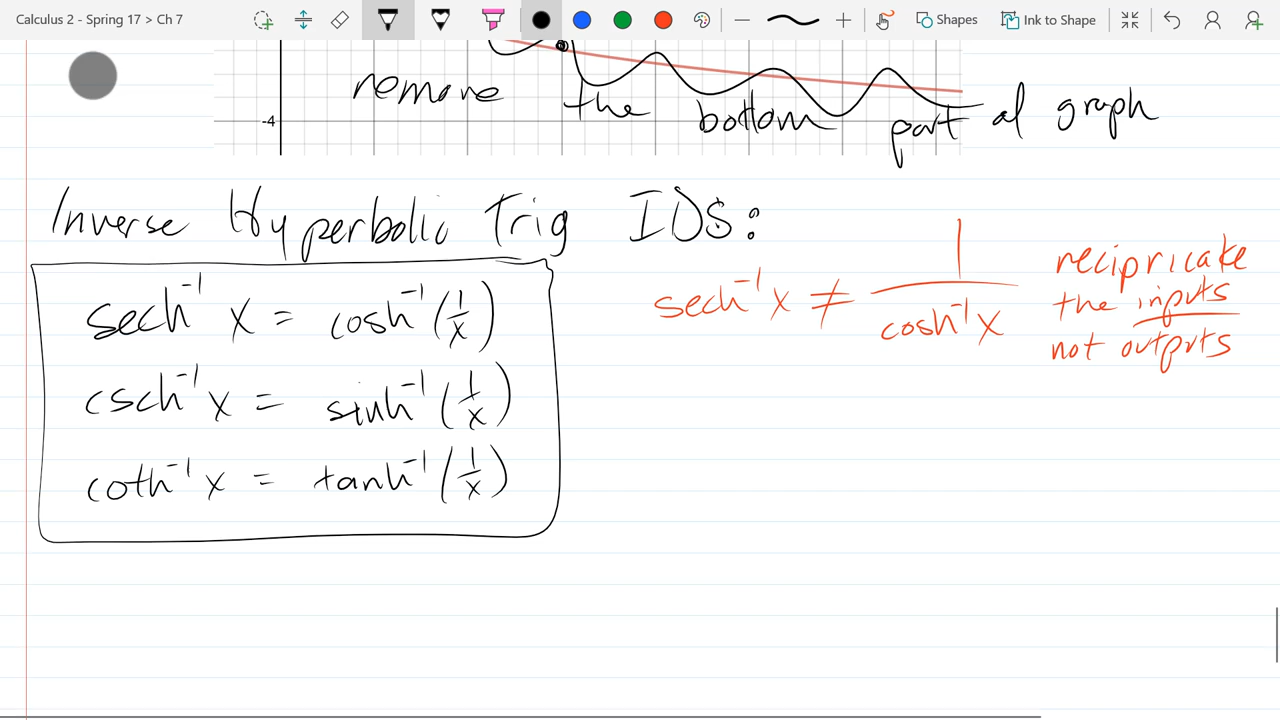 Calculus 2 - Spring 17 > Ch 7
Shapes
Ink to Shape
-4
remove the bottom part of graph
Inverse Hyperbolic Trig IDS:
sech⁻¹ x = cosh⁻¹(1/x)
csch⁻¹ x = sinh⁻¹(1/x)
coth⁻¹ x = tanh⁻¹(1/x)
sech⁻¹ x ≠ 1/cosh⁻¹ x
recipricate
the inputs
not outputs